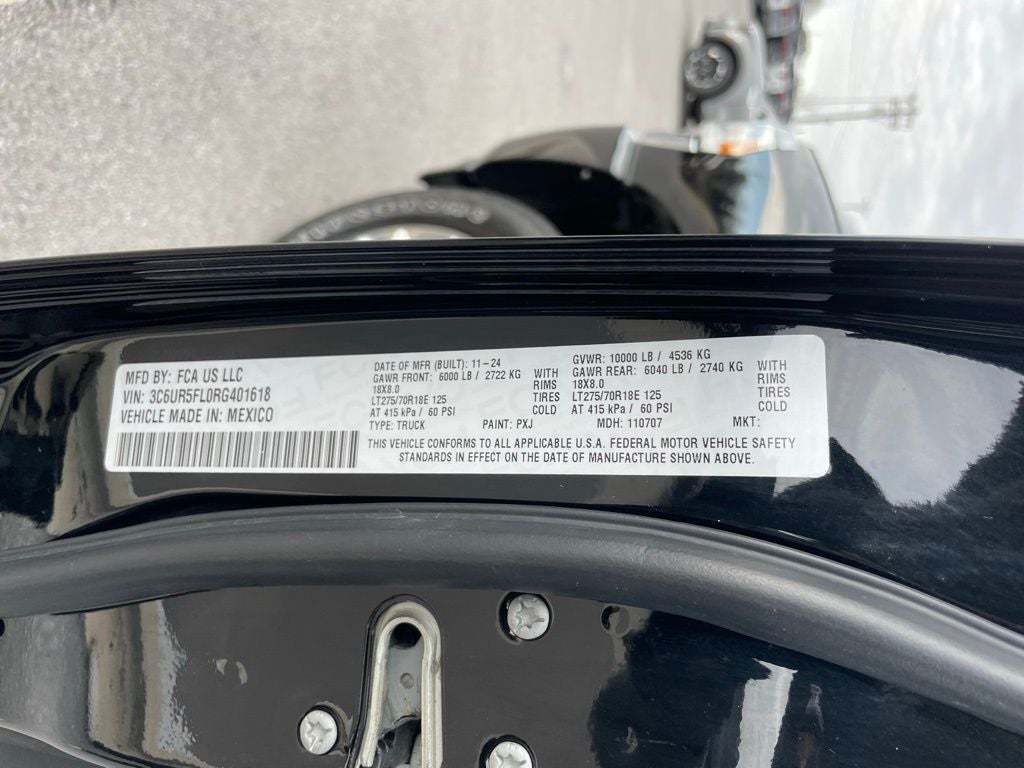 MFD BY: FCA US LLC
VIN: 3C6UR5FL0RG401618
VEHICLE MADE IN: MEXICO
DATE OF MFR (BUILT): 11-24
GAWR FRONT: 6000 LB / 2722 KG WITH
18X8.0 RIMS
LT275/70R18E 125 TIRES
AT 415 kPa / 60 PSI COLD
TYPE: TRUCK PAINT: PXJ
GVWR: 10000 LB / 4536 KG
GAWR REAR: 6040 LB / 2740 KG WITH
18X8.0 RIMS
LT275/70R18E 125 TIRES
AT 415 kPa / 60 PSI COLD
MDH: 110707 MKT:
THIS VEHICLE CONFORMS TO ALL APPLICABLE U.S.A. FEDERAL MOTOR VEHICLE SAFETY
STANDARDS IN EFFECT ON THE DATE OF MANUFACTURE SHOWN ABOVE.